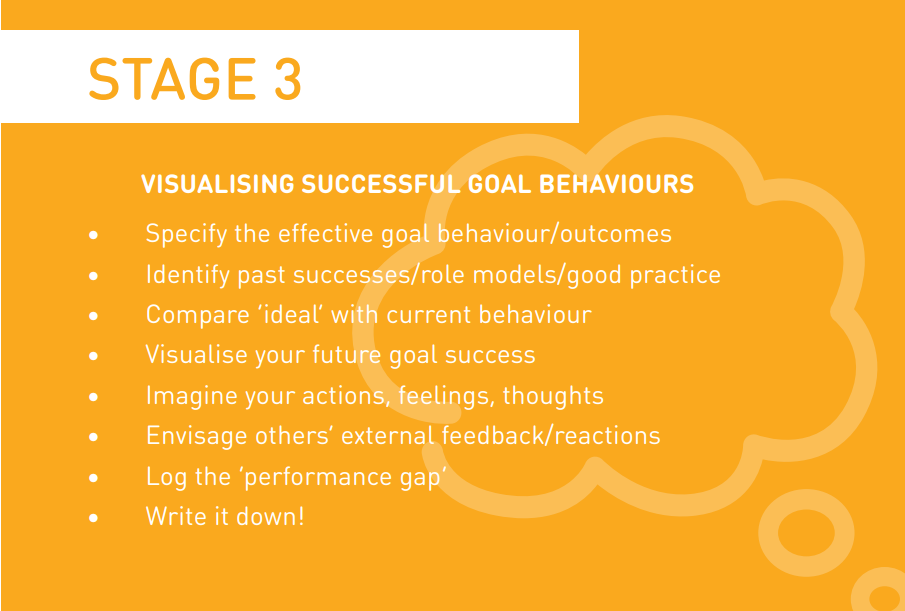 STAGE 3
VISUALISING SUCCESSFUL GOAL BEHAVIOURS
• Specify the effective goal behaviour/outcomes
• Identify past successes/role models/good practice
• Compare ‘ideal’ with current behaviour
• Visualise your future goal success
• Imagine your actions, feelings, thoughts
• Envisage others’ external feedback/reactions
• Log the ‘performance gap’
• Write it down!